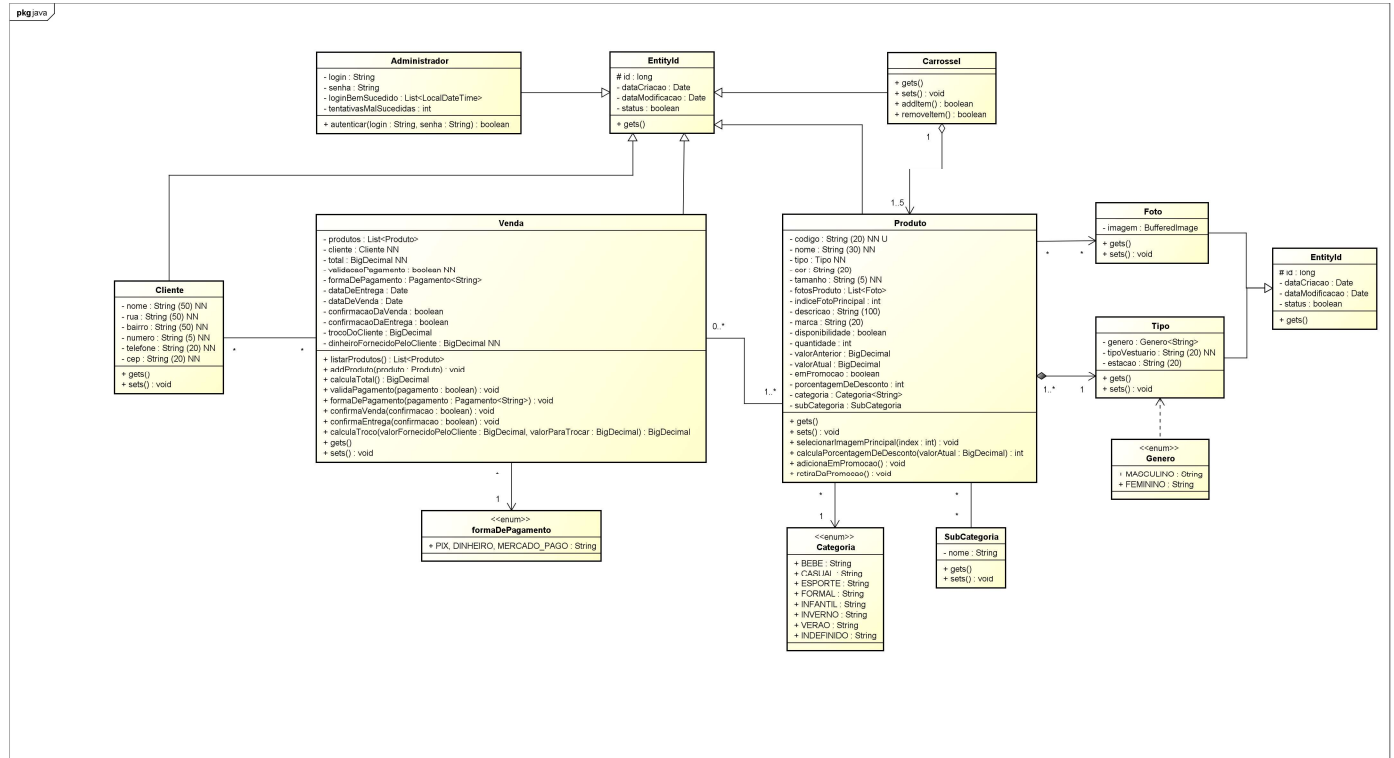 pkg java
Administrador
- login : String
- senha : String
- loginBemSucedido : List<LocalDateTime>
- tentativasMalSucedidas : int
+ autenticar(login : String, senha : String) : boolean
EntityId
# id : long
- dataCriacao : Date
- dataModificacao : Date
- status : boolean
+ gets()
Carrossel
+ gets()
+ sets() : void
+ addItem() : boolean
+ removeItem() : boolean
1
1..5
Venda
- produtos : List<Produto>
- cliente : Cliente NN
- total : BigDecimal NN
- validacaoPagamento : boolean NN
- formaDePagamento : Pagamento<String>
- dataDeEntrega : Date
- dataDeVenda : Date
- confirmacaoDaVenda : boolean
- confirmacaoDaEntrega : boolean
- trocoDoCliente : BigDecimal
- dinheiroFornecidoPeloCliente : BigDecimal NN
+ listarProdutos() : List<Produto>
+ addProduto(produto : Produto) : void
+ calculaTotal() : BigDecimal
+ validaPagamento(pagamento : boolean) : void
+ formaDePagamento(pagamento : Pagamento<String>) : void
+ confirmaVenda(confirmacao : boolean) : void
+ confirmaEntrega(confirmacao : boolean) : void
+ calculaTroco(valorFornecidoPeloCliente : BigDecimal, valorParaTrocar : BigDecimal) : BigDecimal
+ gets()
+ sets() : void
Produto
- codigo : String (20) NN U
- nome : String (30) NN
- tipo : Tipo NN
- cor : String (20)
- tamanho : String (5) NN
- fotosProduto : List<Foto>
- indiceFotoPrincipal : int
- descricao : String (100)
- marca : String (20)
- disponibilidade : boolean
- quantidade : int
- valorAnterior : BigDecimal
- valorAtual : BigDecimal
- emPromocao : boolean
- porcentagemDeDesconto : int
- categoria : Categoria<String>
- subCategoria : SubCategoria
+ gets()
+ sets() : void
+ selecionarImagemPrincipal(index : int) : void
+ calculaPorcentagemDeDesconto(valorAtual : BigDecimal) : int
+ adicionaEmPromocao() : void
+ retiraDaPromocao() : void
Foto
- imagem : BufferedImage
+ gets()
+ sets() : void
* *
EntityId
# id : long
- dataCriacao : Date
- dataModificacao : Date
- status : boolean
+ gets()
Cliente
- nome : String (50) NN
- rua : String (50) NN
- bairro : String (50) NN
- numero : String (5) NN
- telefone : String (20) NN
- cep : String (20) NN
+ gets()
+ sets() : void
* *
0..*
1..*
Tipo
- genero : Genero<String>
- tipoVestuario : String (20) NN
- estacao : String (20)
+ gets()
+ sets() : void
1..* 1
<<enum>>
Genero
+ MASCULINO : String
+ FEMININO : String
*
1
<<enum>>
formaDePagamento
+ PIX, DINHEIRO, MERCADO_PAGO : String
*
1
<<enum>>
Categoria
+ BEBE : String
+ CASUAL : String
+ ESPORTE : String
+ FORMAL : String
+ INFANTIL : String
+ INVERNO : String
+ VERAO : String
+ INDEFINIDO : String
*
*
SubCategoria
- nome : String
+ gets()
+ sets() : void